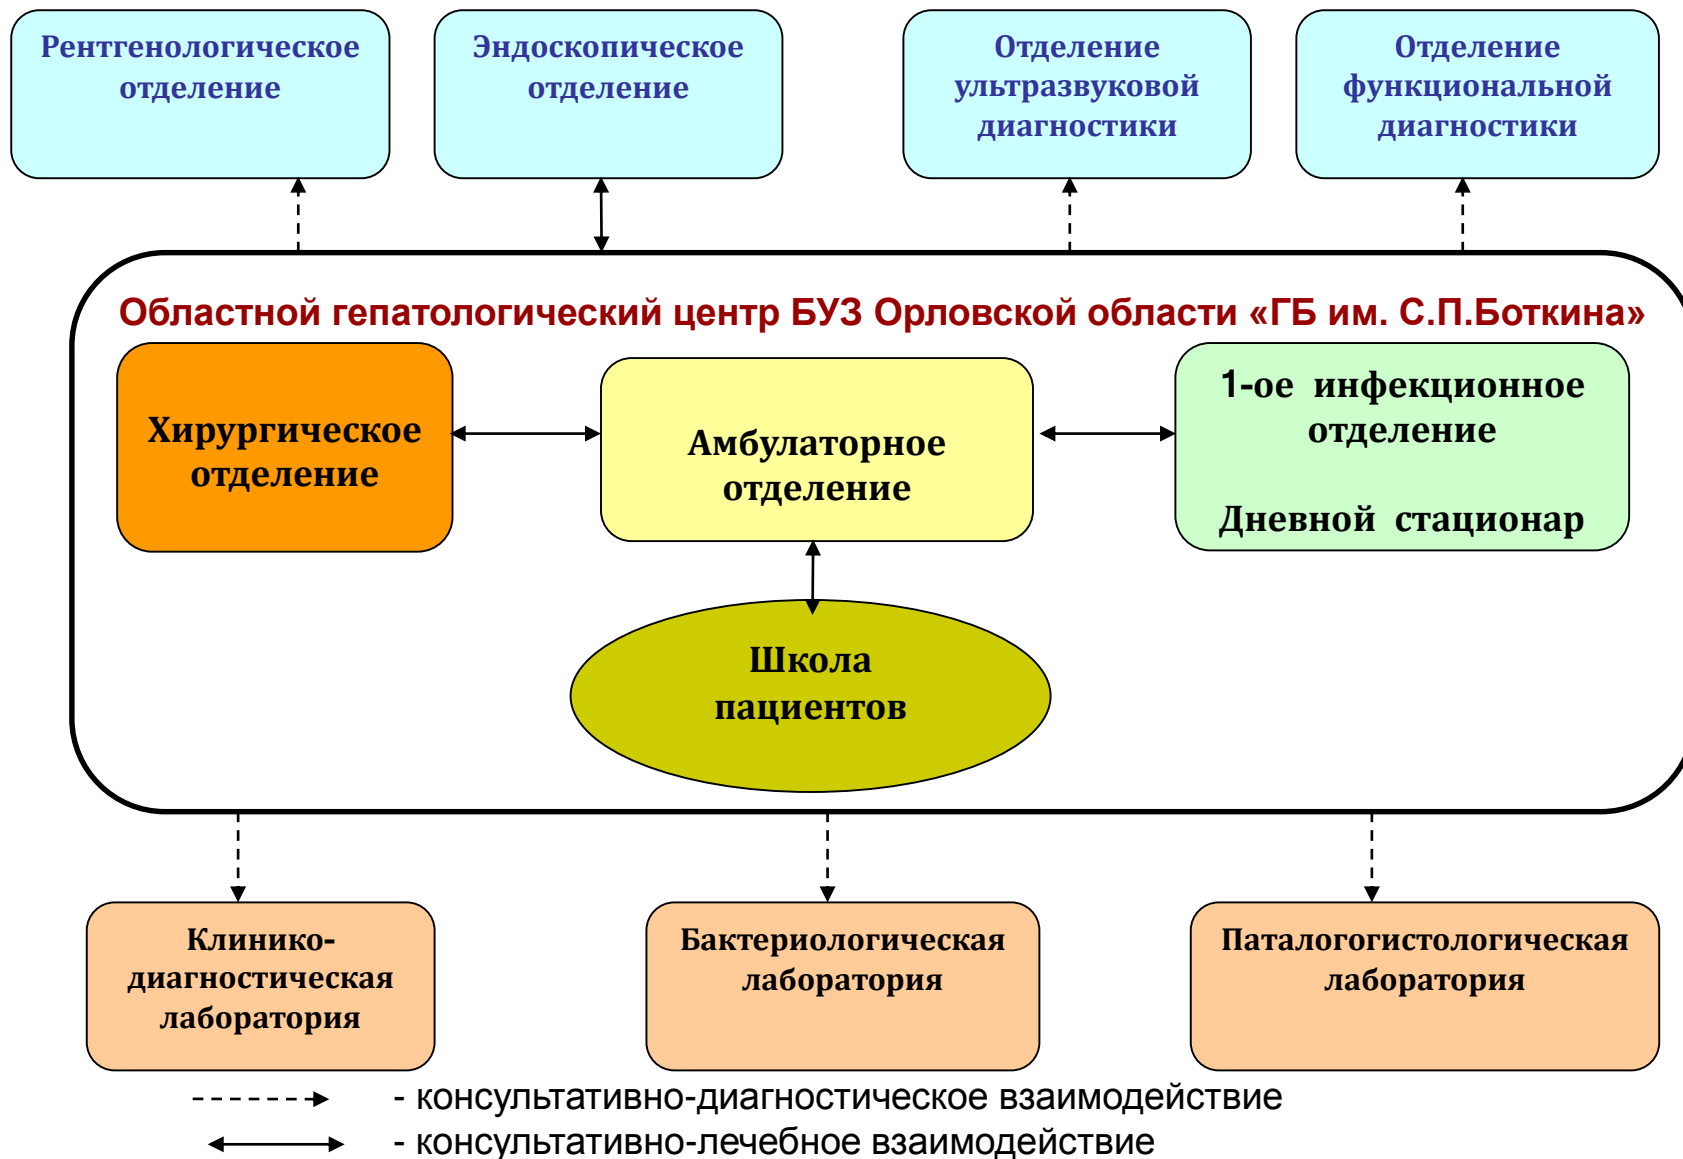 Рентгенологическое
отделение
Эндоскопическое
отделение
Отделение
ультразвуковой
диагностики
Отделение
функциональной
диагностики
Областной гепатологический центр БУЗ Орловской области «ГБ им. С.П.Боткина»
Хирургическое
отделение
Амбулаторное
отделение
1-ое инфекционное
отделение
Дневной стационар
Школа
пациентов
Клинико-
диагностическая
лаборатория
Бактериологическая
лаборатория
Паталогогистологическая
лаборатория
- консультативно-диагностическое взаимодействие
- консультативно-лечебное взаимодействие